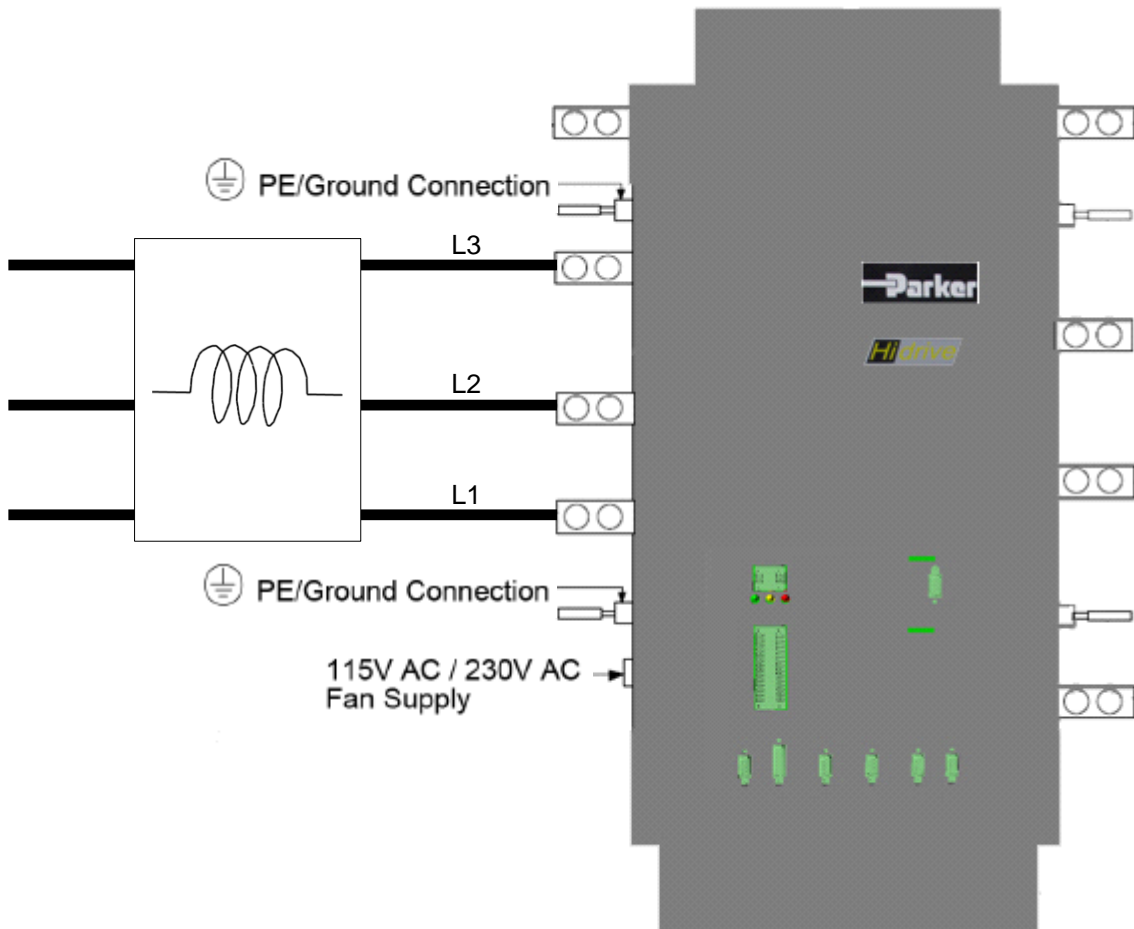 PE/Ground Connection
L3
Parker
Hidrive
L2
L1
PE/Ground Connection
115V AC / 230V AC
Fan Supply